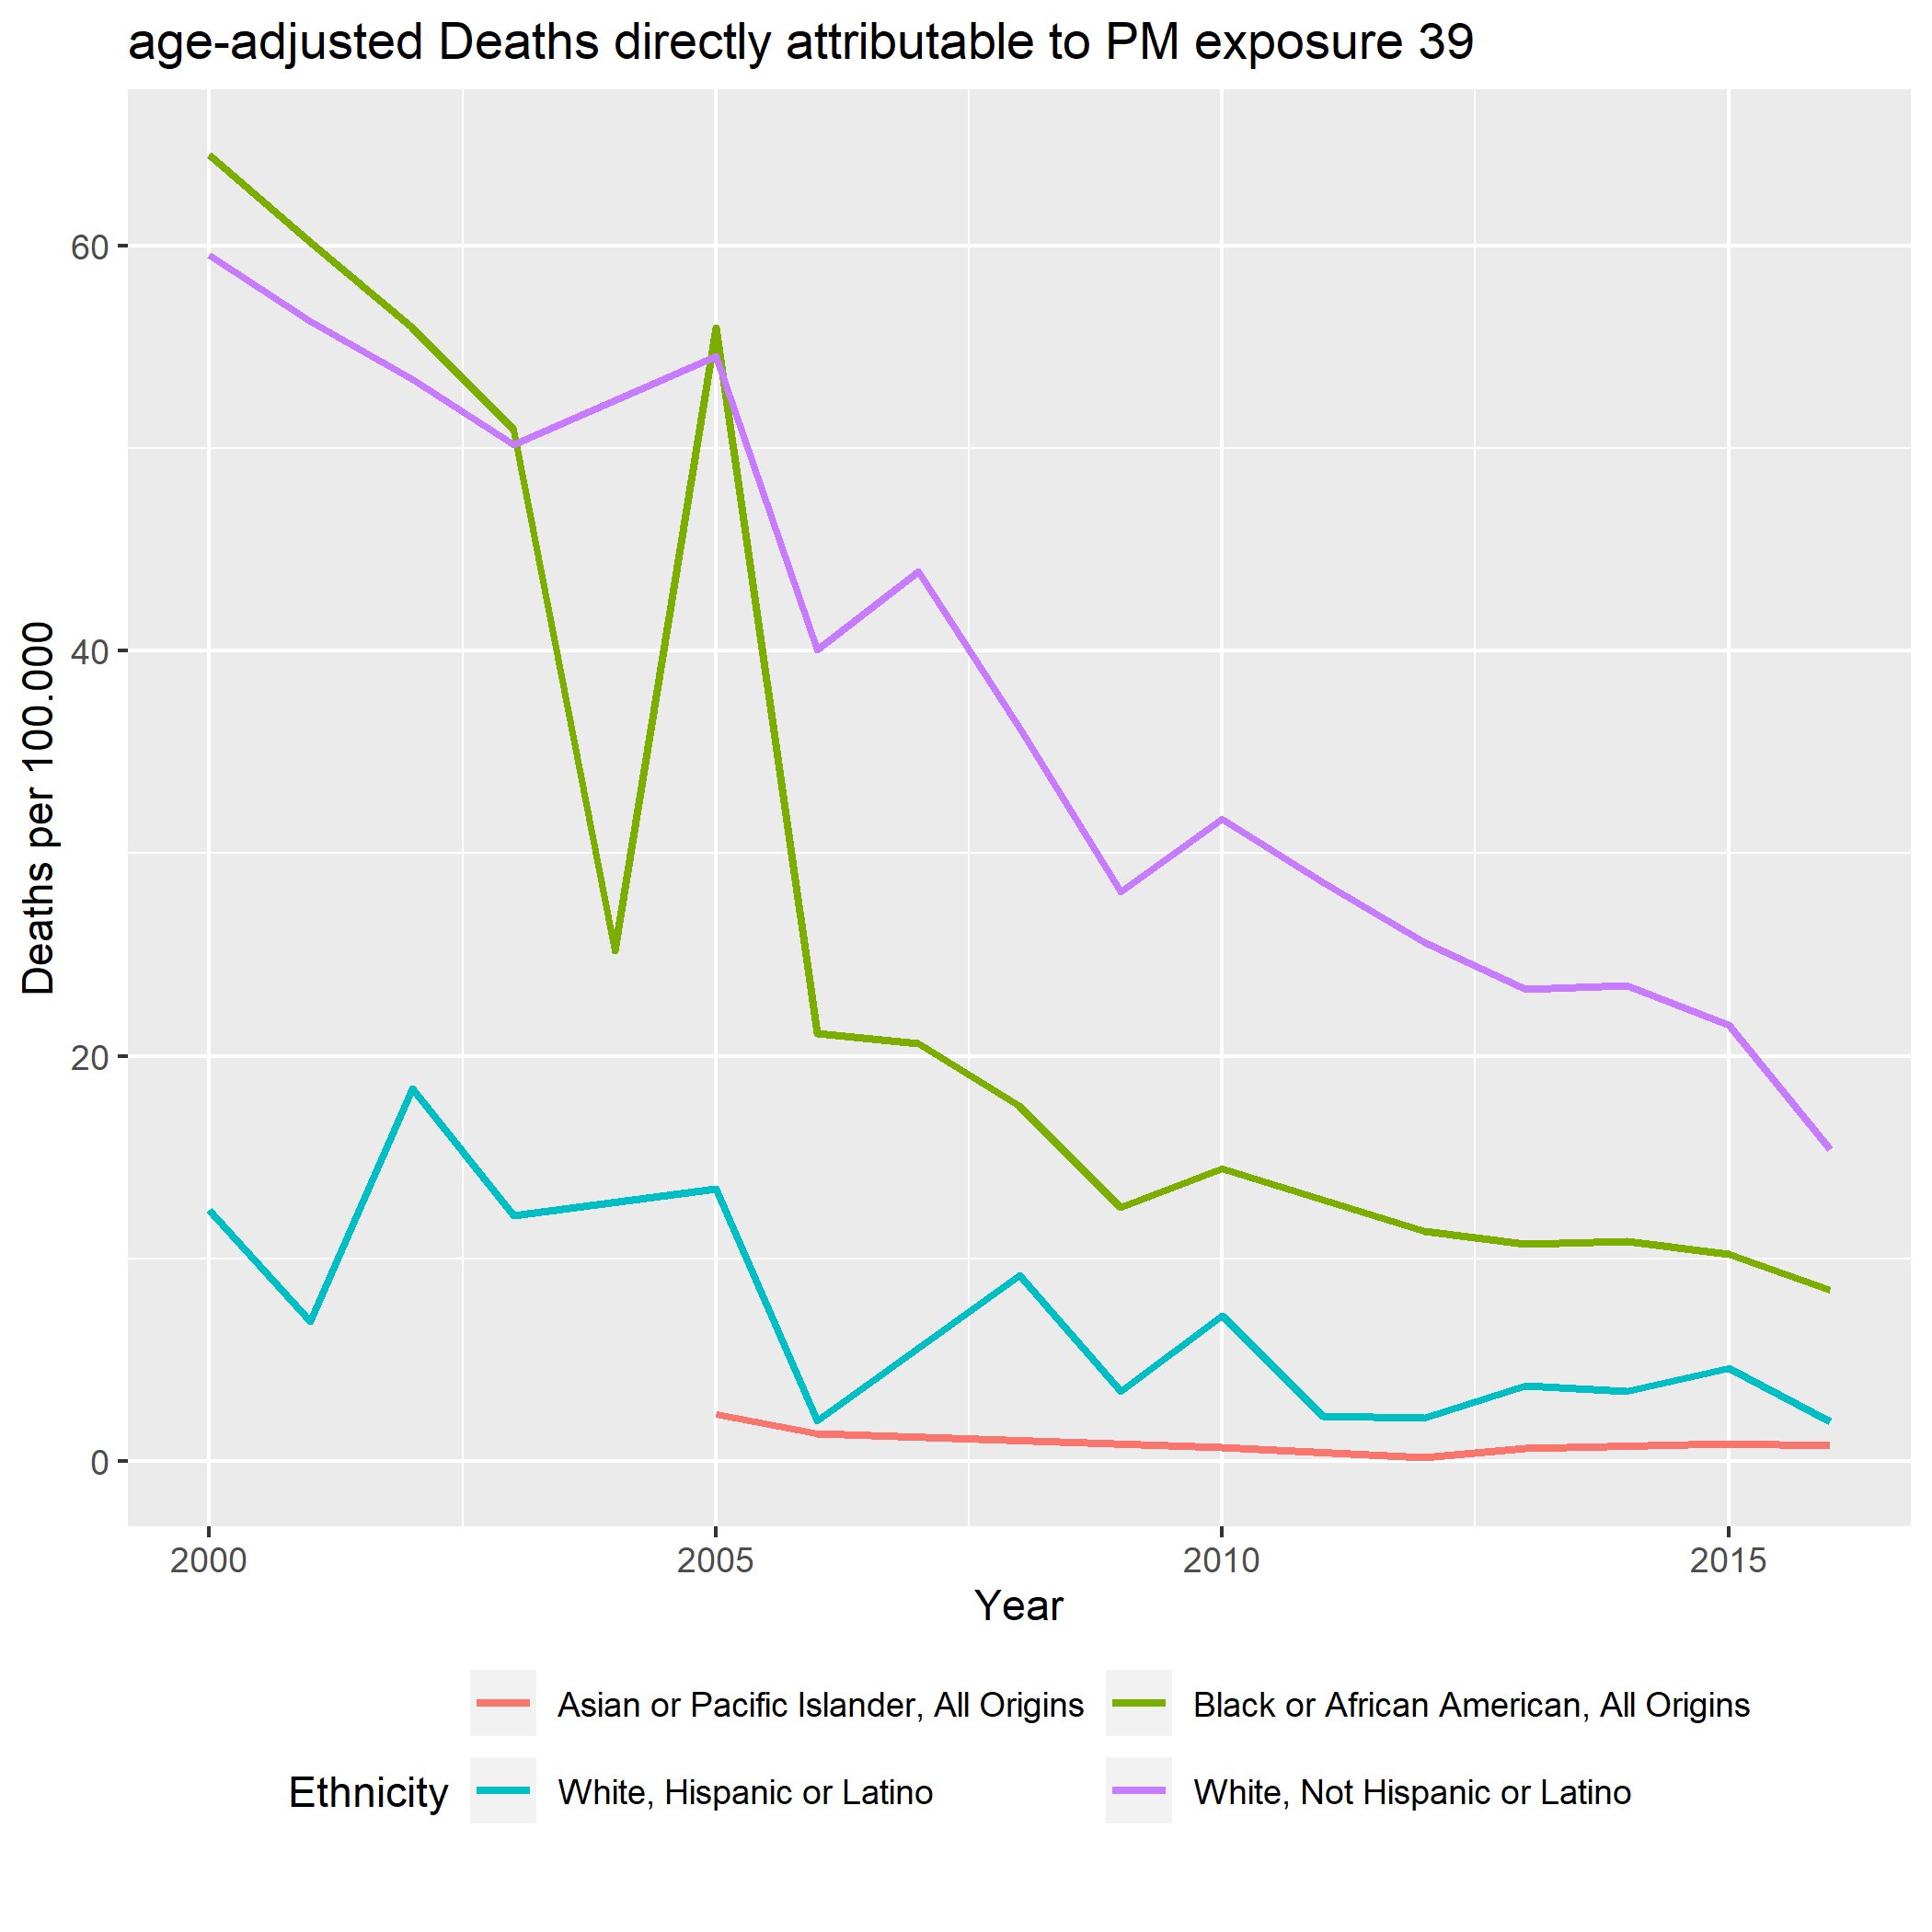 age-adjusted Deaths directly attributable to PM exposure 39
Deaths per 100.000
60
40
20
0
2000 2005 2010 2015
Year
Ethnicity
Asian or Pacific Islander, All Origins
Black or African American, All Origins
White, Hispanic or Latino
White, Not Hispanic or Latino